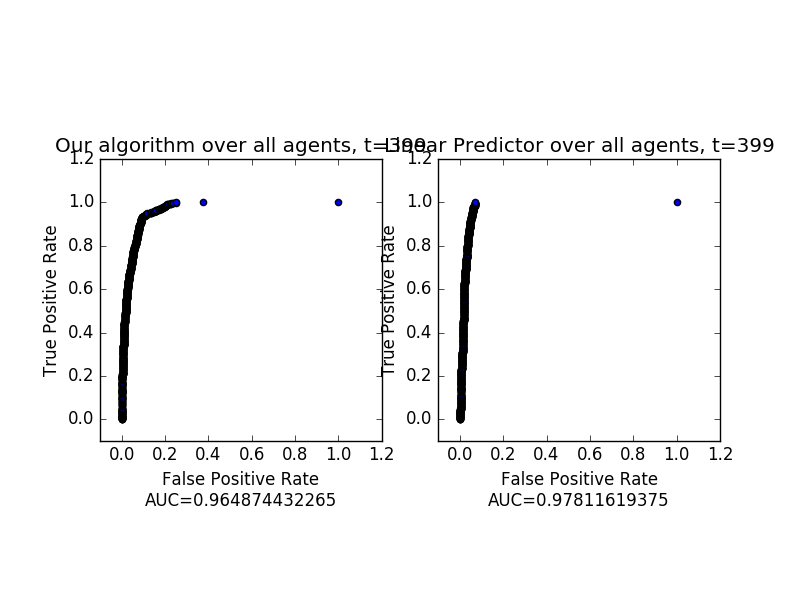 Our algorithm over all agents, t=399
1.2
1.0
0.8
0.6
0.4
0.2
0.0
True Positive Rate
0.0 0.2 0.4 0.6 0.8 1.0 1.2
False Positive Rate
AUC=0.964874432265
Linear Predictor over all agents, t=399
1.2
1.0
0.8
0.6
0.4
0.2
0.0
True Positive Rate
0.0 0.2 0.4 0.6 0.8 1.0 1.2
False Positive Rate
AUC=0.97811619375